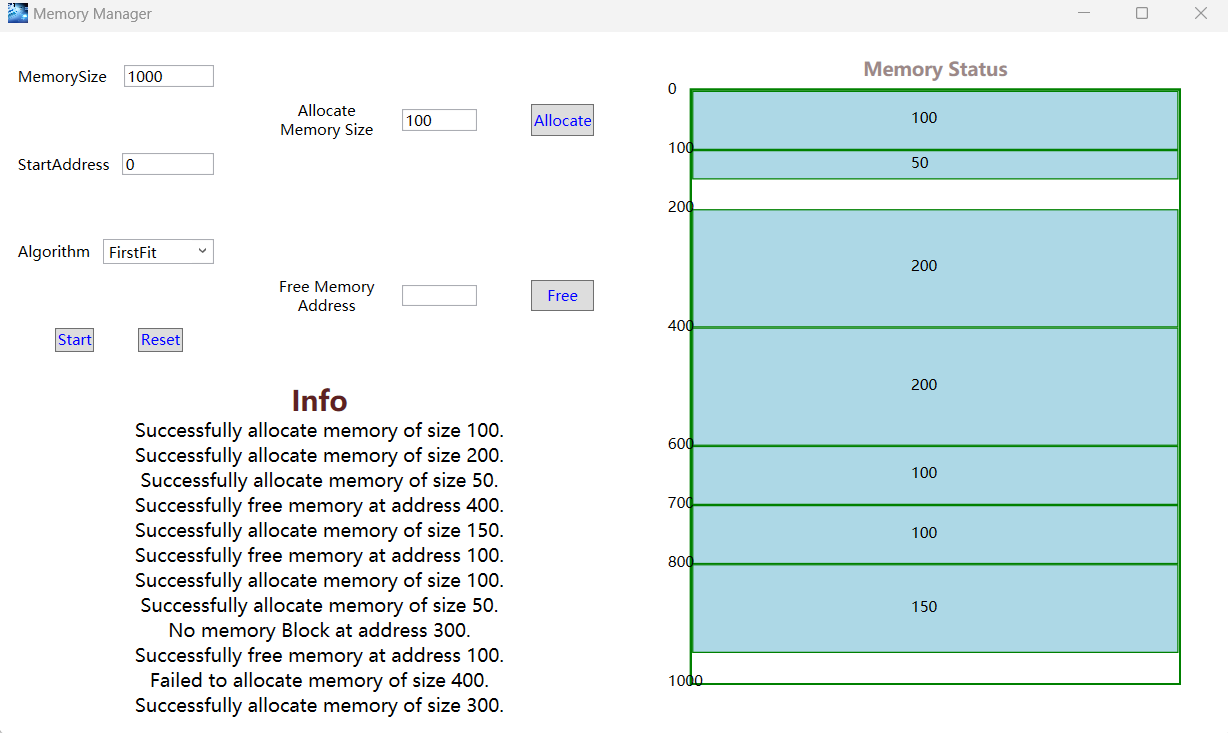 Memory Manager
MemorySize 1000
Allocate
Memory Size
100
Allocate
StartAddress 0
Algorithm FirstFit
Free Memory
Address
Free
Start Reset
Info
Successfully allocate memory of size 100.
Successfully allocate memory of size 200.
Successfully allocate memory of size 50.
Successfully free memory at address 400.
Successfully allocate memory of size 150.
Successfully free memory at address 100.
Successfully allocate memory of size 100.
Successfully allocate memory of size 50.
No memory Block at address 300.
Successfully free memory at address 100.
Failed to allocate memory of size 400.
Successfully allocate memory of size 300.
Memory Status
0
100
100
50
200
200
400
200
600
100
700
100
800
150
1000